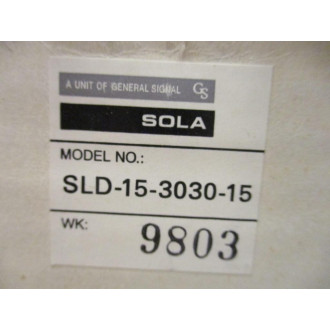 A UNIT OF GENERAL SIGNAL GS
SOLA
MODEL NO.:
SLD-15-3030-15
WK: 9803